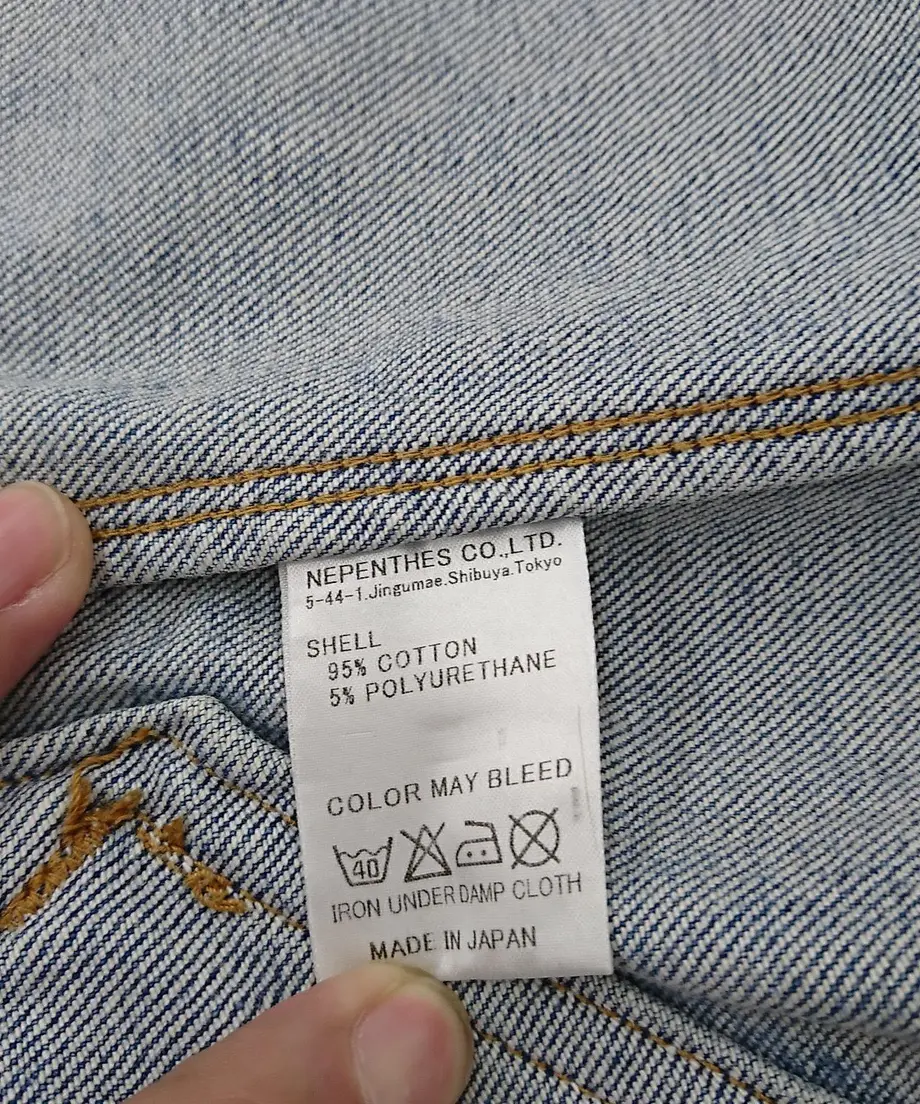 NEPENTHES CO.,LTD.
5-44-1.Jingumae.Shibuya.Tokyo
SHELL
95% COTTON
5% POLYURETHANE
COLOR MAY BLEED
40
IRON UNDER DAMP CLOTH
MADE IN JAPAN